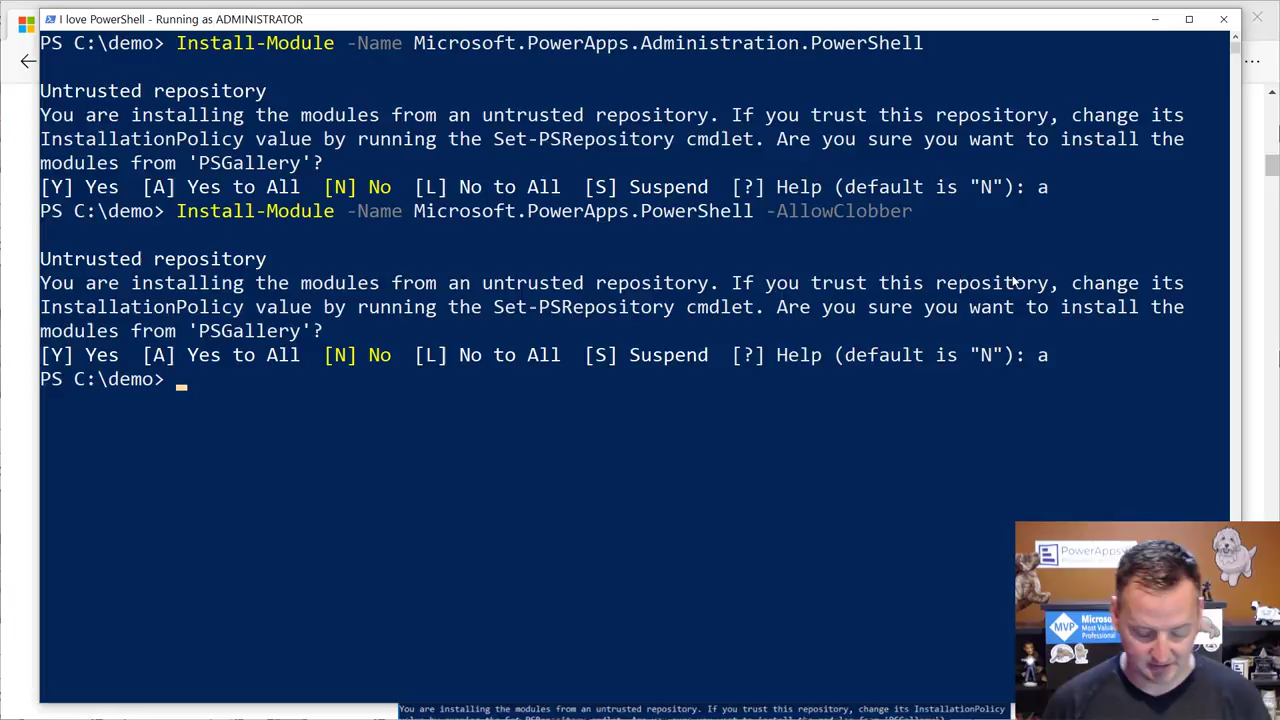 I love PowerShell - Running as ADMINISTRATOR
PS C:\demo> Install-Module -Name Microsoft.PowerApps.Administration.PowerShell
Untrusted repository
You are installing the modules from an untrusted repository. If you trust this repository, change its
InstallationPolicy value by running the Set-PSRepository cmdlet. Are you sure you want to install the
modules from 'PSGallery'?
[Y] Yes  [A] Yes to All  [N] No  [L] No to All  [S] Suspend  [?] Help (default is "N"): a
PS C:\demo> Install-Module -Name Microsoft.PowerApps.PowerShell -AllowClobber
Untrusted repository
You are installing the modules from an untrusted repository. If you trust this repository, change its
InstallationPolicy value by running the Set-PSRepository cmdlet. Are you sure you want to install the
modules from 'PSGallery'?
[Y] Yes  [A] Yes to All  [N] No  [L] No to All  [S] Suspend  [?] Help (default is "N"): a
PS C:\demo>
PowerApps
MVP
Microsoft
Most Valuable
Professional
You are installing the modules from an untrusted repository. If you trust this repository, change its InstallationPolicy